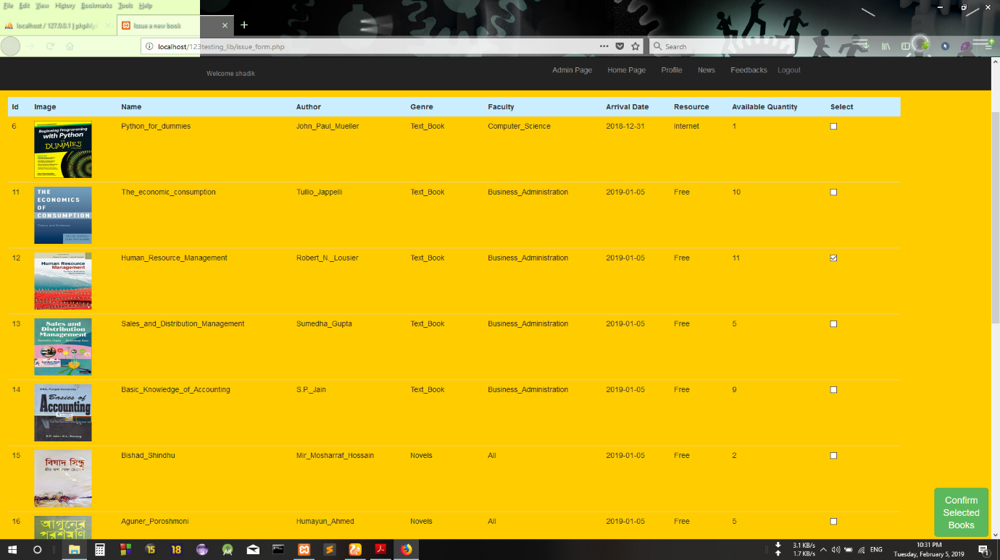 File Edit View History Bookmarks Tools Help
localhost / 127.0.0.1 | phpMyA
Issue a new book
localhost/123testing_lib/issue_form.php
Search
Welcome shadik
Admin Page Home Page Profile News Feedbacks Logout
Id Image Name Author Genre Faculty Arrival Date Resource Available Quantity Select
6 Python_for_dummies John_Paul_Mueller Text_Book Computer_Science 2018-12-31 Internet 1
Beginning Programming
with Python
DUMMIES
11 The_economic_consumption Tullio_Jappelli Text_Book Business_Administration 2019-01-05 Free 10
THE
ECONOMICS
OF
CONSUMPTION
Theory and Evidence
12 Human_Resource_Management Robert_N._Lousier Text_Book Business_Administration 2019-01-05 Free 11
Human Resource
Management
13 Sales_and_Distribution_Management Sumedha_Gupta Text_Book Business_Administration 2019-01-05 Free 5
Sales and
Distribution
Management
14 Basic_Knowledge_of_Accounting S.P._Jain Text_Book Business_Administration 2019-01-05 Free 9
Basics of
Accounting
15 Bishad_Shindhu Mir_Mosharraf_Hossain Novels All 2019-01-05 Free 2
বিষাদ সিন্ধু
16 Aguner_Poroshmoni Humayun_Ahmed Novels All 2019-01-05 Free 5
আগুনের
পরশমণি
Confirm
Selected
Books
15 18
3.1 KB/s
1.7 KB/s
ENG
10:31 PM
Tuesday, February 5, 2019
1